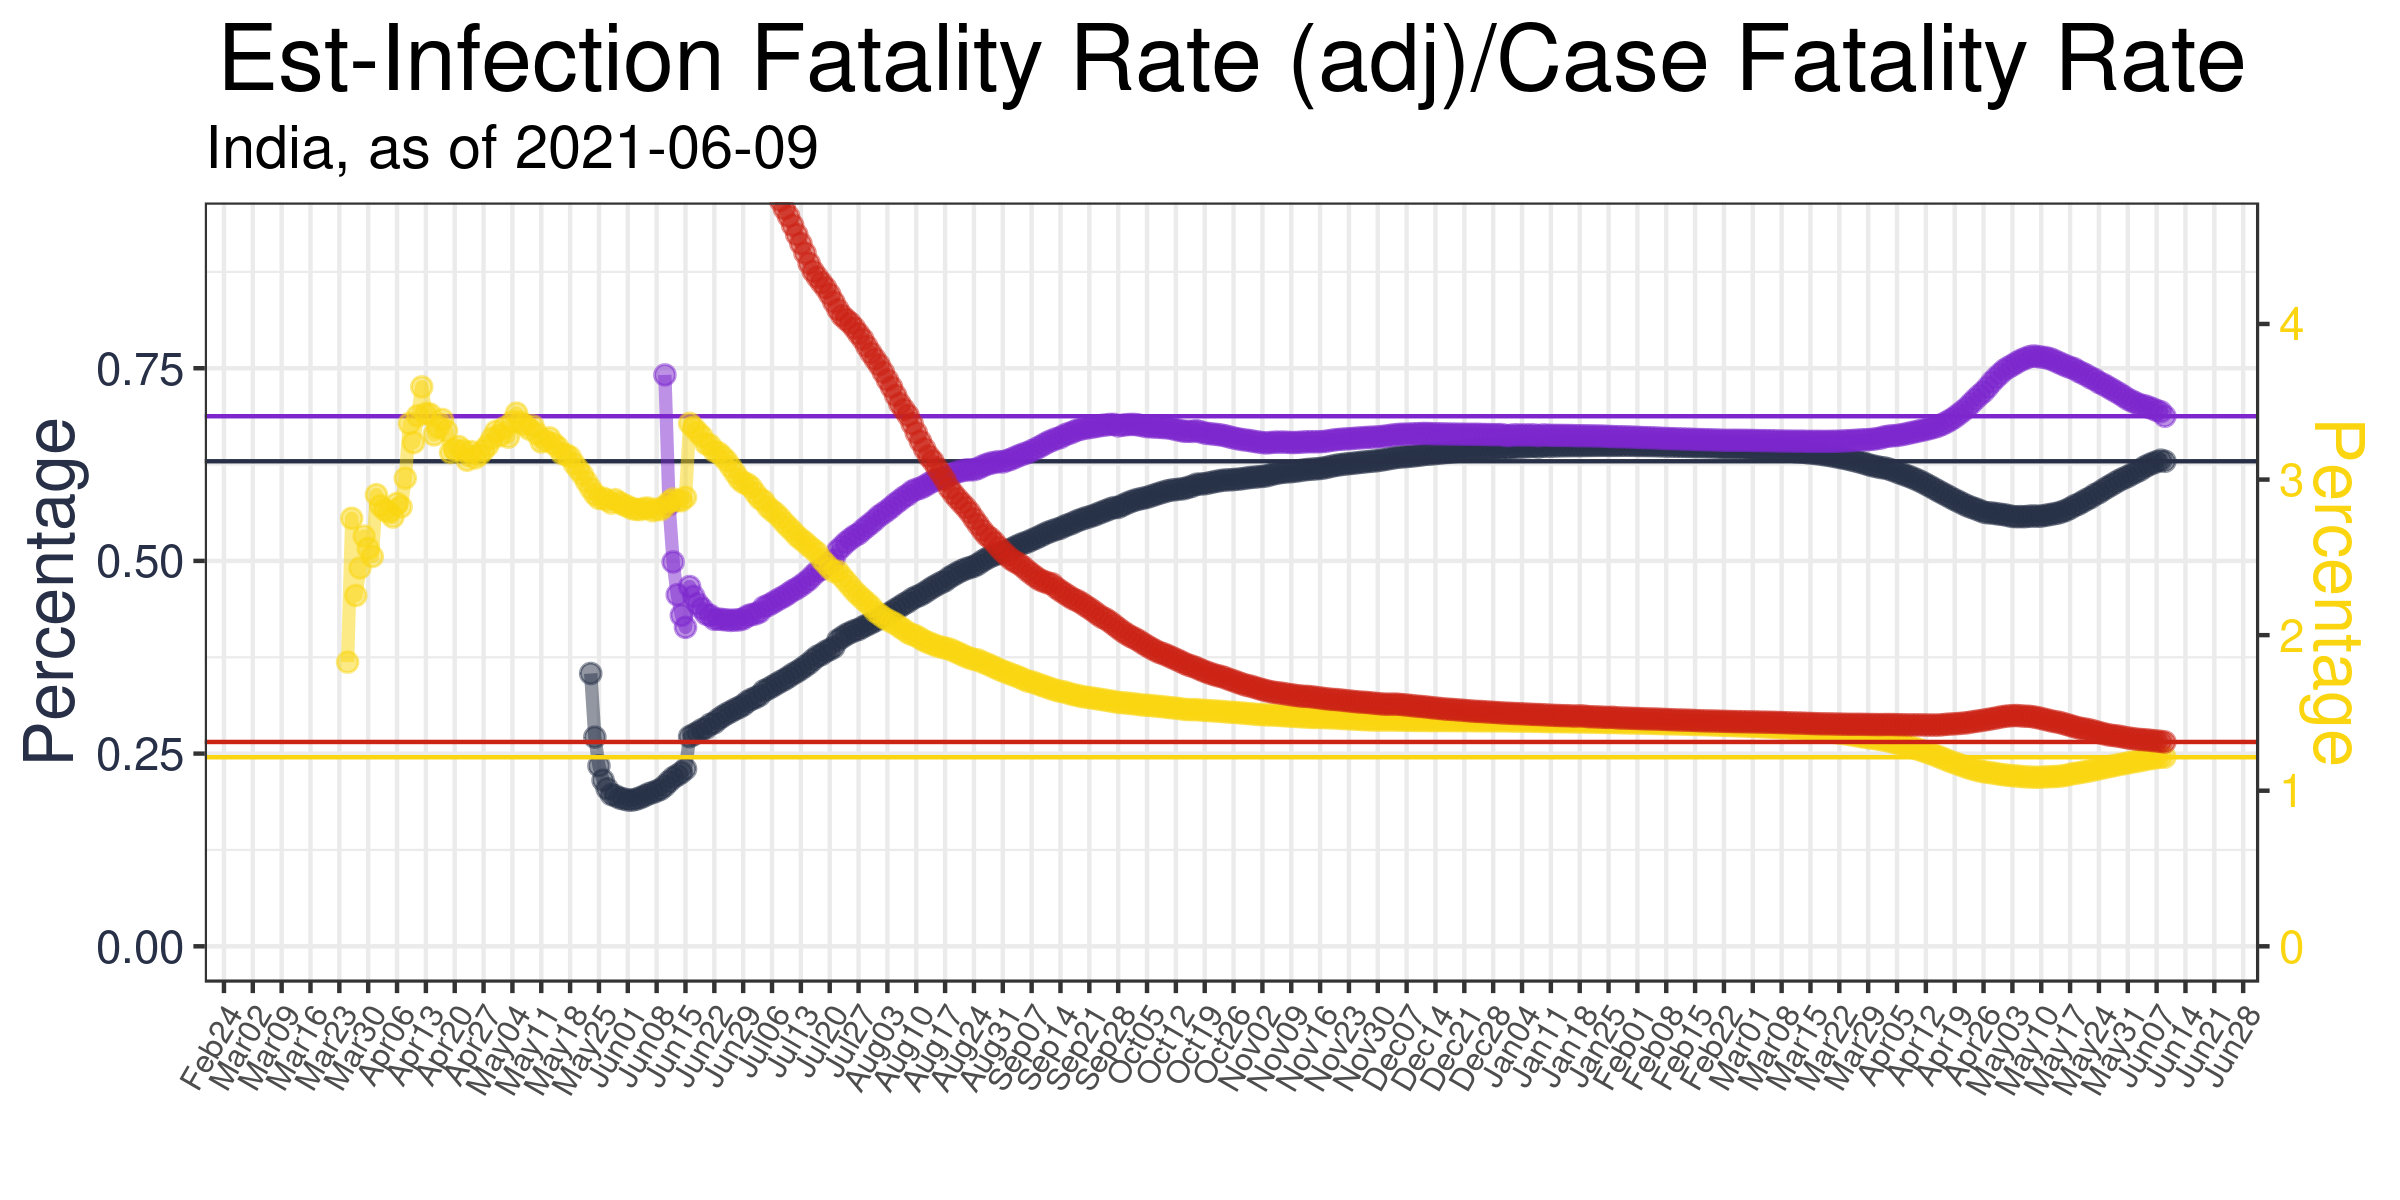 Est-Infection Fatality Rate (adj)/Case Fatality Rate
India, as of 2021-06-09
Percentage
0.75
0.50
0.25
0.00
4
3
2
1
0
Percentage
Feb24
Mar02
Mar09
Mar16
Mar23
Mar30
Apr06
Apr13
Apr20
Apr27
May04
May11
May18
May25
Jun01
Jun08
Jun15
Jun22
Jun29
Jul06
Jul13
Jul20
Jul27
Aug03
Aug10
Aug17
Aug24
Aug31
Sep07
Sep14
Sep21
Sep28
Oct05
Oct12
Oct19
Oct26
Nov02
Nov09
Nov16
Nov23
Nov30
Dec07
Dec14
Dec21
Dec28
Jan04
Jan11
Jan18
Jan25
Feb01
Feb08
Feb15
Feb22
Mar01
Mar08
Mar15
Mar22
Mar29
Apr05
Apr12
Apr19
Apr26
May03
May10
May17
May24
May31
Jun07
Jun14
Jun21
Jun28